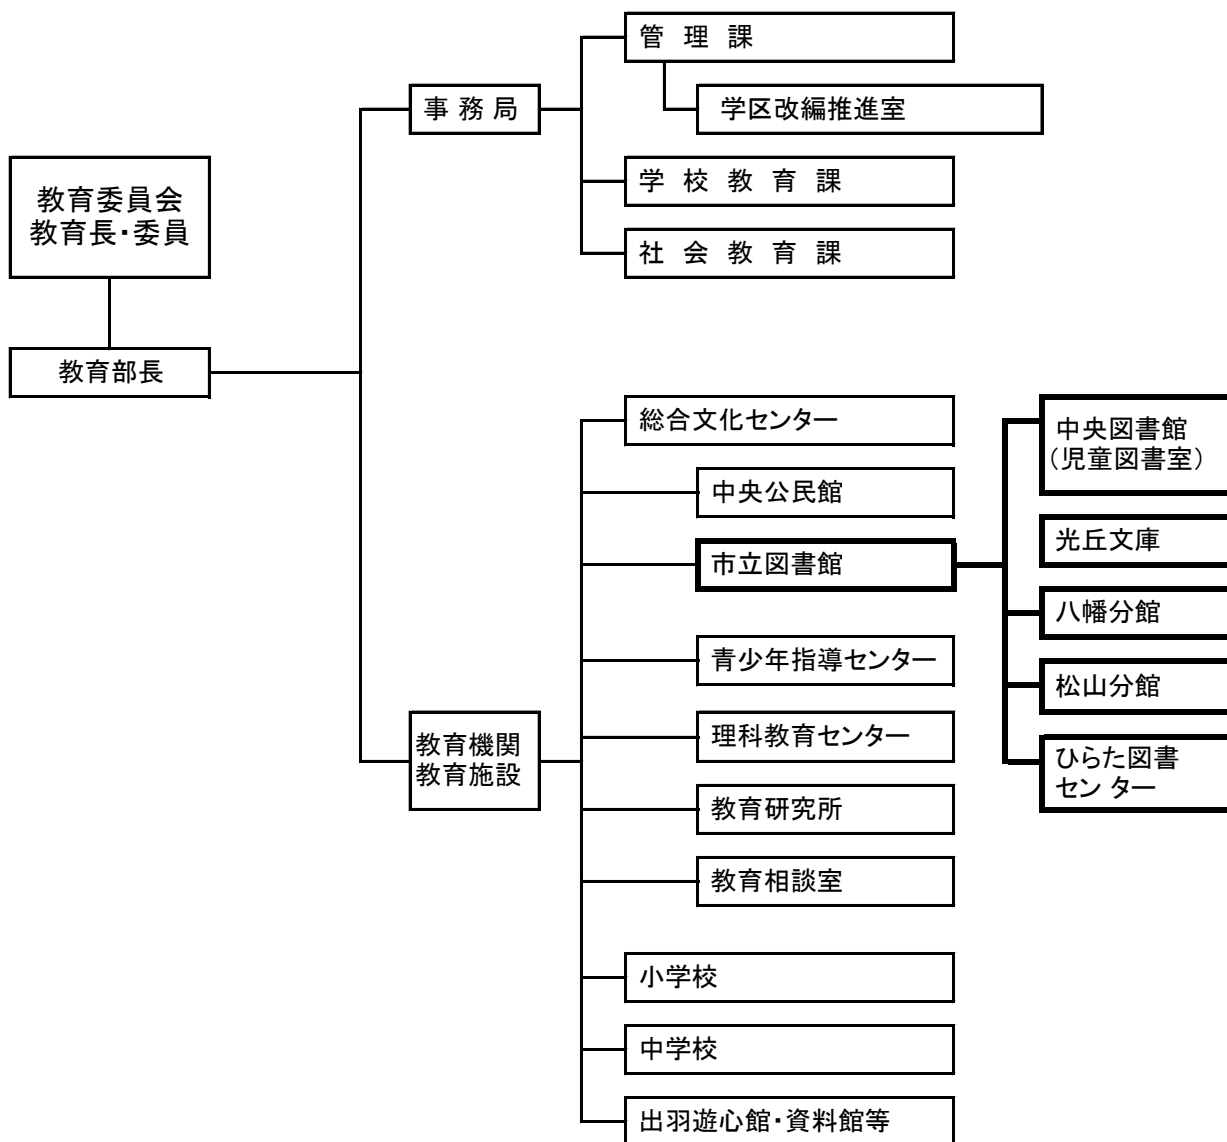 管理課
事務局
学区改編推進室
教育委員会
教育長・委員
学校教育課
社会教育課
教育部長
総合文化センター
中央図書館
(児童図書室)
中央公民館
市立図書館
光丘文庫
八幡分館
青少年指導センター
松山分館
教育機関
教育施設
理科教育センター
ひらた図書
センター
教育研究所
教育相談室
小学校
中学校
出羽遊心館・資料館等